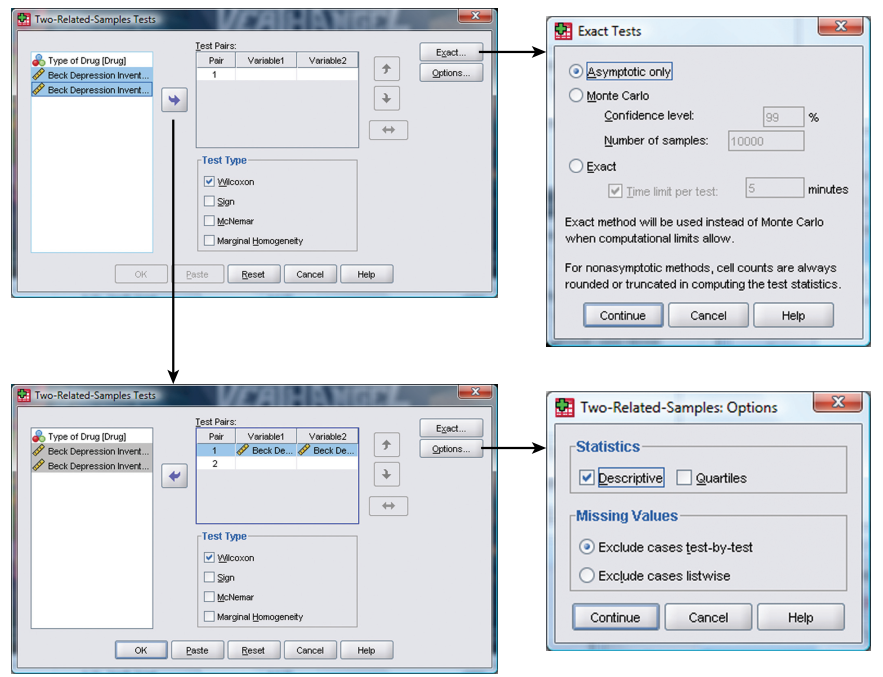 Two-Related-Samples Tests
Type of Drug [Drug]
Beck Depression Invent...
Beck Depression Invent...
Test Pairs:
Pair Variable1 Variable2
1
Test Type
Wilcoxon
Sign
McNemar
Marginal Homogeneity
Exact...
Options...
OK Paste Reset Cancel Help
Exact Tests
Asymptotic only
Monte Carlo
Confidence level: 99 %
Number of samples: 10000
Exact
Time limit per test: 5 minutes
Exact method will be used instead of Monte Carlo
when computational limits allow.
For nonasymptotic methods, cell counts are always
rounded or truncated in computing the test statistics.
Continue Cancel Help
Two-Related-Samples Tests
Type of Drug [Drug]
Beck Depression Invent...
Beck Depression Invent...
Test Pairs:
Pair Variable1 Variable2
1 Beck De... Beck De...
2
Test Type
Wilcoxon
Sign
McNemar
Marginal Homogeneity
Exact...
Options...
OK Paste Reset Cancel Help
Two-Related-Samples: Options
Statistics
Descriptive Quartiles
Missing Values
Exclude cases test-by-test
Exclude cases listwise
Continue Cancel Help